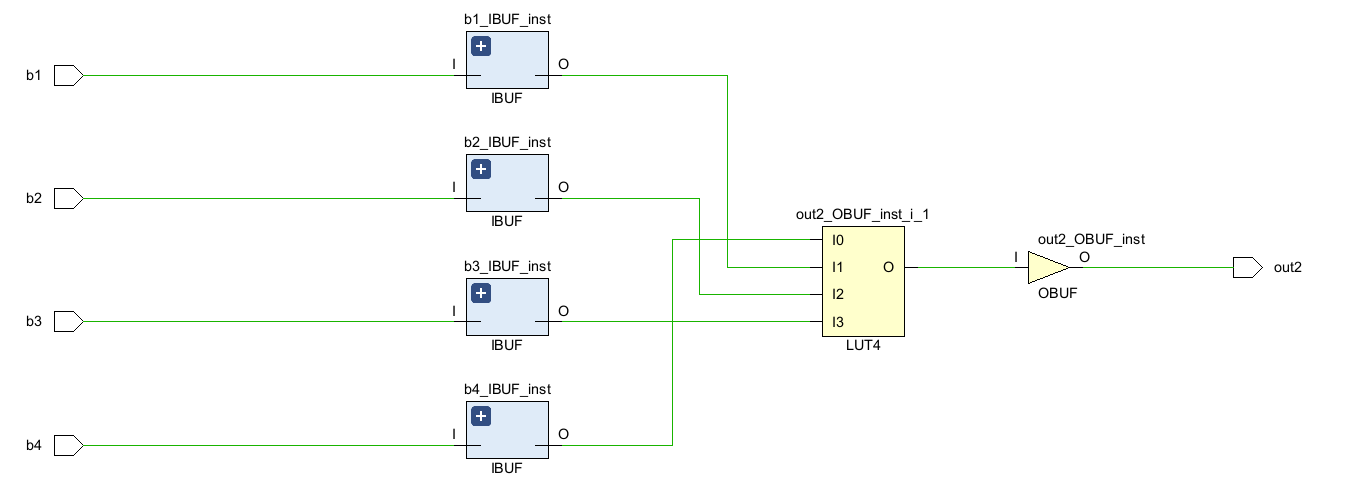 b1_IBUF_inst
b1
I
O
IBUF
b2_IBUF_inst
b2
I
O
IBUF
b3_IBUF_inst
b3
I
O
IBUF
b4_IBUF_inst
b4
I
O
IBUF
out2_OBUF_inst_i_1
I0
I1
I2
I3
O
LUT4
out2_OBUF_inst
I
O
OBUF
out2